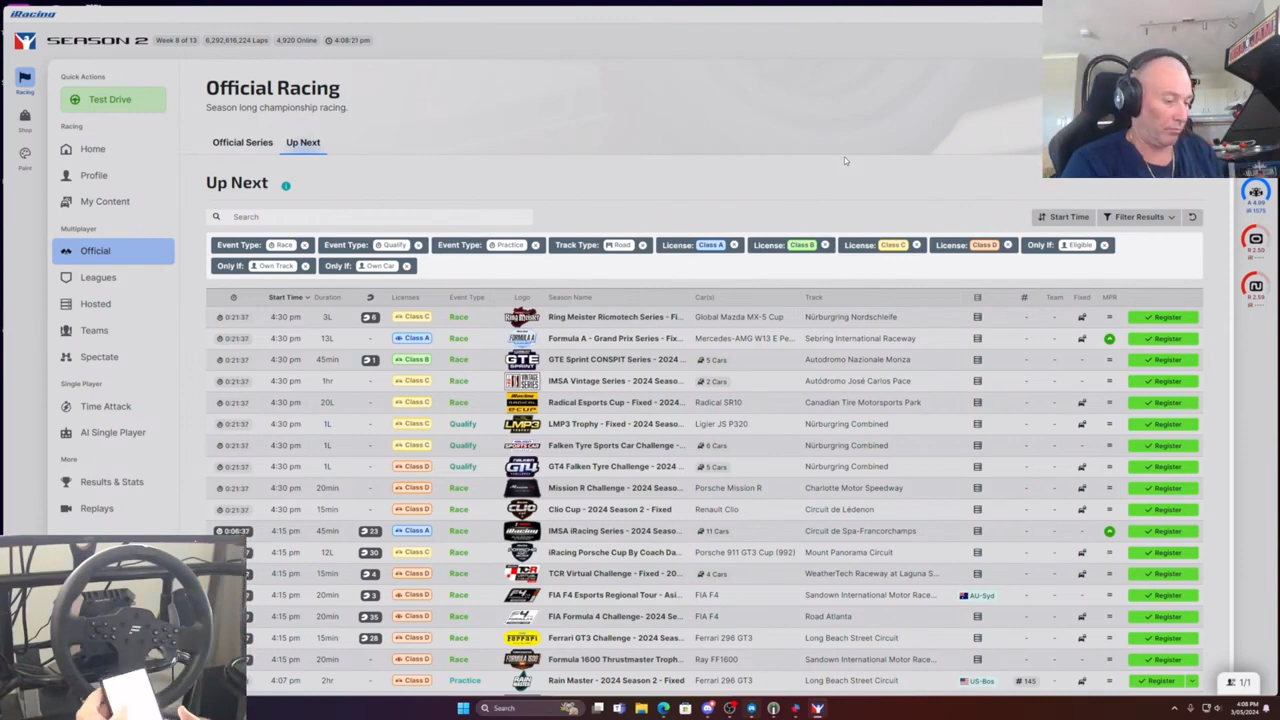 iRacing
SEASON 2 Week 8 of 13 6,292,616,224 Laps 4,920 Online 4:08:21 pm
Racing
Shop
Paint
Quick Actions
Test Drive
Racing
Home
Profile
My Content
Multiplayer
Official
Leagues
Hosted
Teams
Spectate
Single Player
Time Attack
AI Single Player
More
Results & Stats
Replays
Official Racing
Season long championship racing.
Official Series Up Next
Up Next
Search Start Time Filter Results
Event Type: Race Event Type: Qualify Event Type: Practice Track Type: Road License: Class A License: Class B License: Class C License: Class D Only If: Eligible
Only If: Own Track Only If: Own Car
Start Time Duration Licenses Event Type Logo Season Name Car(s) Track # Team Fixed MPR
0:21:37 4:30 pm 3L 6 Class C Race Ring Meister Ricmotech Series - Fi... Global Mazda MX-5 Cup Nürburgring Nordschleife - - = Register
0:21:37 4:30 pm 13L - Class A Race Formula A - Grand Prix Series - Fix... Mercedes-AMG W13 E Pe... Sebring International Raceway - - Register
0:21:37 4:30 pm 45min 1 Class B Race GTE Sprint CONSPIT Series - 2024 ... 5 Cars Autodromo Nazionale Monza - - = Register
0:21:37 4:30 pm 1hr - Class C Race IMSA Vintage Series - 2024 Seaso... 2 Cars Autódromo José Carlos Pace - - = Register
0:21:37 4:30 pm 20L - Class C Race Radical Esports Cup - Fixed - 20... Radical SR10 Canadian Tire Motorsports Park - - = Register
0:21:37 4:30 pm 1L - Class C Qualify LMP3 Trophy - Fixed - 2024 Seaso... Ligier JS P320 Nürburgring Combined - - = Register
0:21:37 4:30 pm 1L - Class C Qualify Falken Tyre Sports Car Challenge -... 6 Cars Nürburgring Combined - - = Register
0:21:37 4:30 pm 1L - Class D Qualify GT4 Falken Tyre Challenge - 2024... 5 Cars Nürburgring Combined - - = Register
0:21:37 4:30 pm 20min - Class D Race Mission R Challenge - 2024 Seaso... Porsche Mission R Charlotte Motor Speedway - - = Register
0:21:37 4:30 pm 15min - Class D Race Clio Cup - 2024 Season 2 - Fixed Renault Clio Circuit de Lédenon - - = Register
0:06:37 4:15 pm 45min 23 Class A Race IMSA iRacing Series - 2024 Seaso... 11 Cars Circuit de Spa-Francorchamps - - Register
4:15 pm 12L 30 Class C Race iRacing Porsche Cup By Coach Da... Porsche 911 GT3 Cup (992) Mount Panorama Circuit - - = Register
4:15 pm 15min 4 Class D Race TCR Virtual Challenge - Fixed - 20... 4 Cars WeatherTech Raceway at Laguna S... - - = Register
4:15 pm 20min 3 Class D Race FIA F4 Esports Regional Tour - Asi... FIA F4 Sandown International Motor Race... AU-Syd - - = Register
4:15 pm 20min 35 Class D Race FIA Formula 4 Challenge- 2024 Se... FIA F4 Road Atlanta - - = Register
4:15 pm 15min 28 Class D Race Ferrari GT3 Challenge - 2024 Seas... Ferrari 296 GT3 Long Beach Street Circuit - - = Register
4:15 pm 20min - Class D Race Formula 1600 Thrustmaster Troph... Ray FF1600 Sandown International Motor Race... - - = Register
4:07 pm 2hr - Class D Practice Rain Master - 2024 Season 2 - Fixed Ferrari 296 GT3 Long Beach Street Circuit US-Bos # 145 - = Register
A 4.99
iR 1575
R 2.50
R 2.59
1/1
Search
4:08 PM
3/05/2024